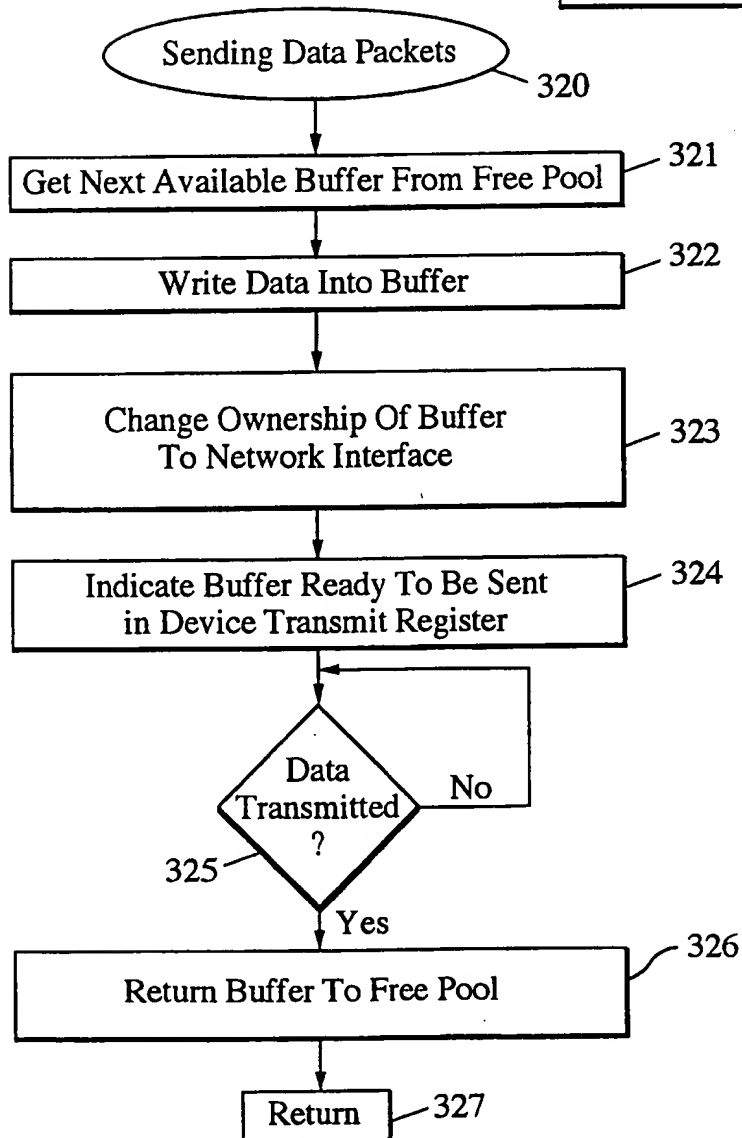 Sending Data Packets
320
321
Get Next Available Buffer From Free Pool
322
Write Data Into Buffer
Change Ownership Of Buffer
To Network Interface
323
Indicate Buffer Ready To Be Sent
in Device Transmit Register
324
Data
Transmitted
?
No
325
Yes
326
Return Buffer To Free Pool
Return
327